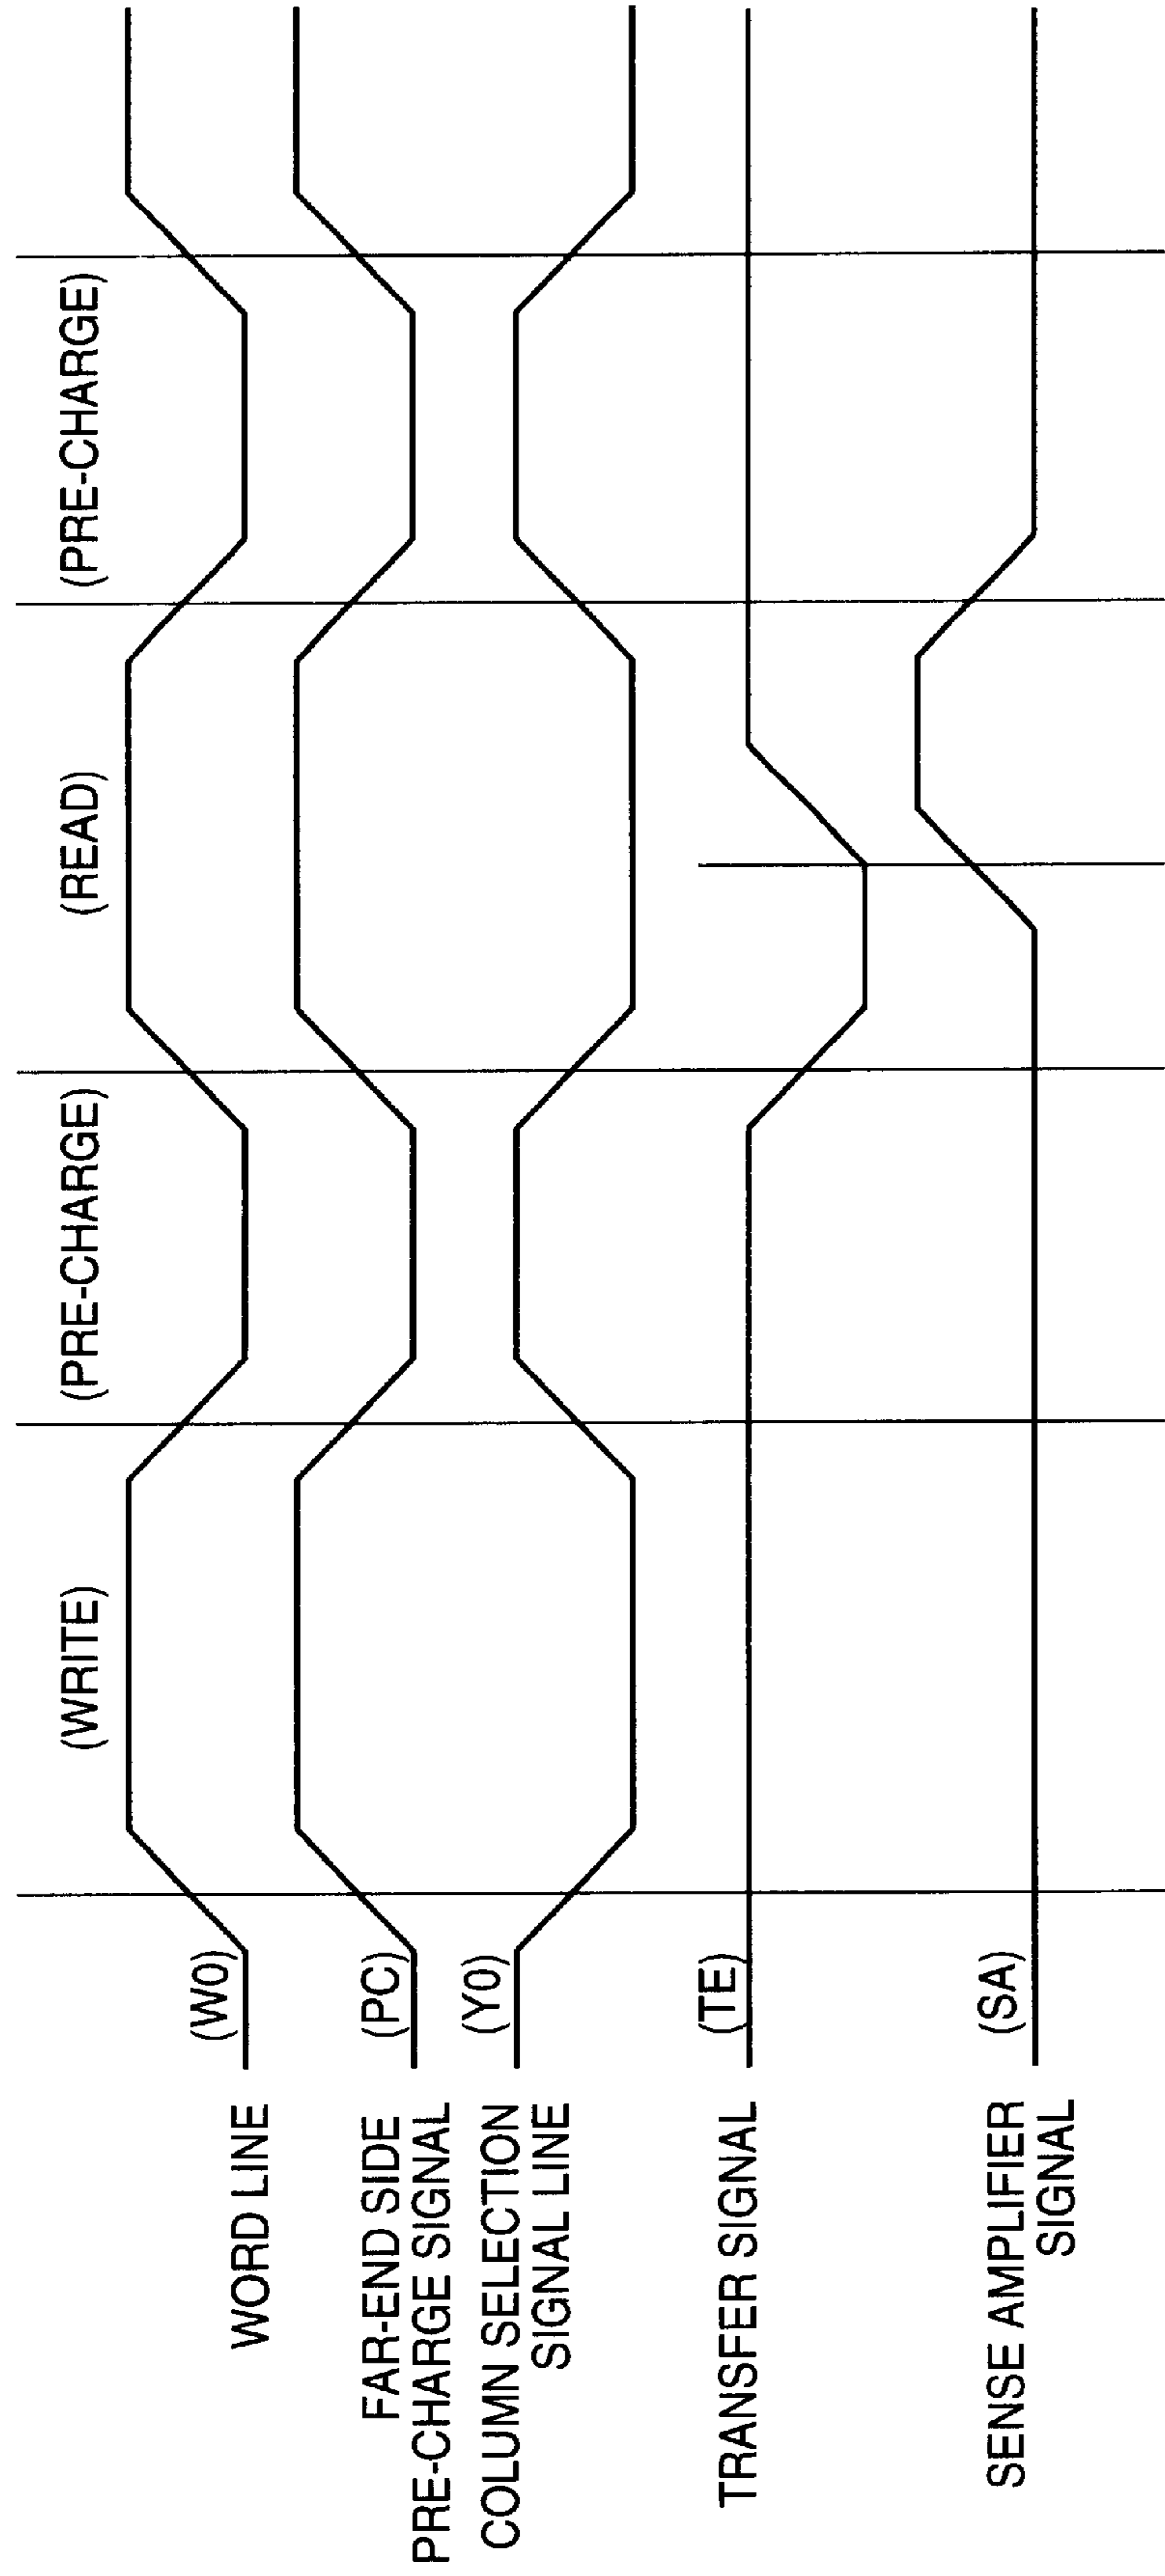 (WRITE)
(PRE-CHARGE)
(READ)
(PRE-CHARGE)
WORD LINE
(W0)
FAR-END SIDE
PRE-CHARGE SIGNAL
(PC)
COLUMN SELECTION
SIGNAL LINE
(Y0)
TRANSFER SIGNAL
(TE)
SENSE AMPLIFIER
SIGNAL
(SA)